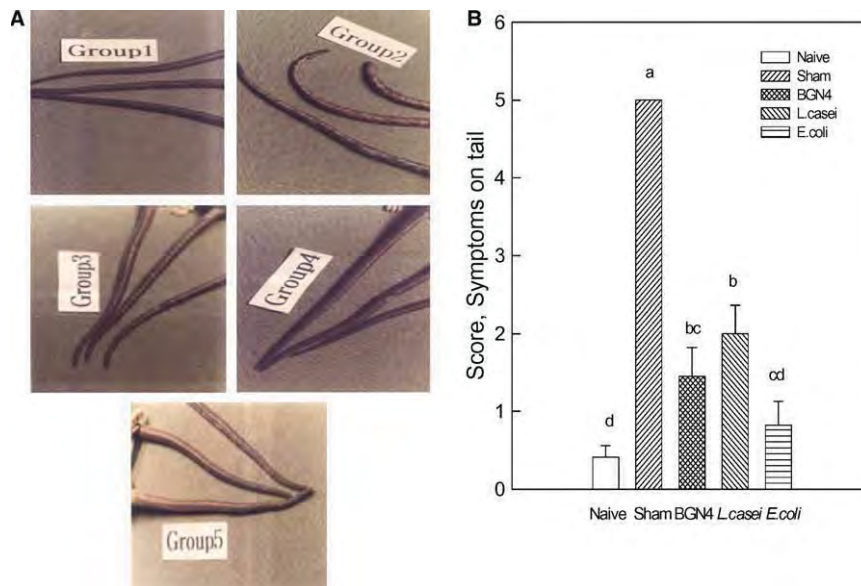 A
Group1
Group2
Group3
Group4
Group5
B
6
5
4
3
2
1
0
Score, Symptoms on tail
Naive
Sham
BGN4
L.casei
E.coli
d
a
bc
b
cd
Naive Sham BGN4 L.casei E.coli